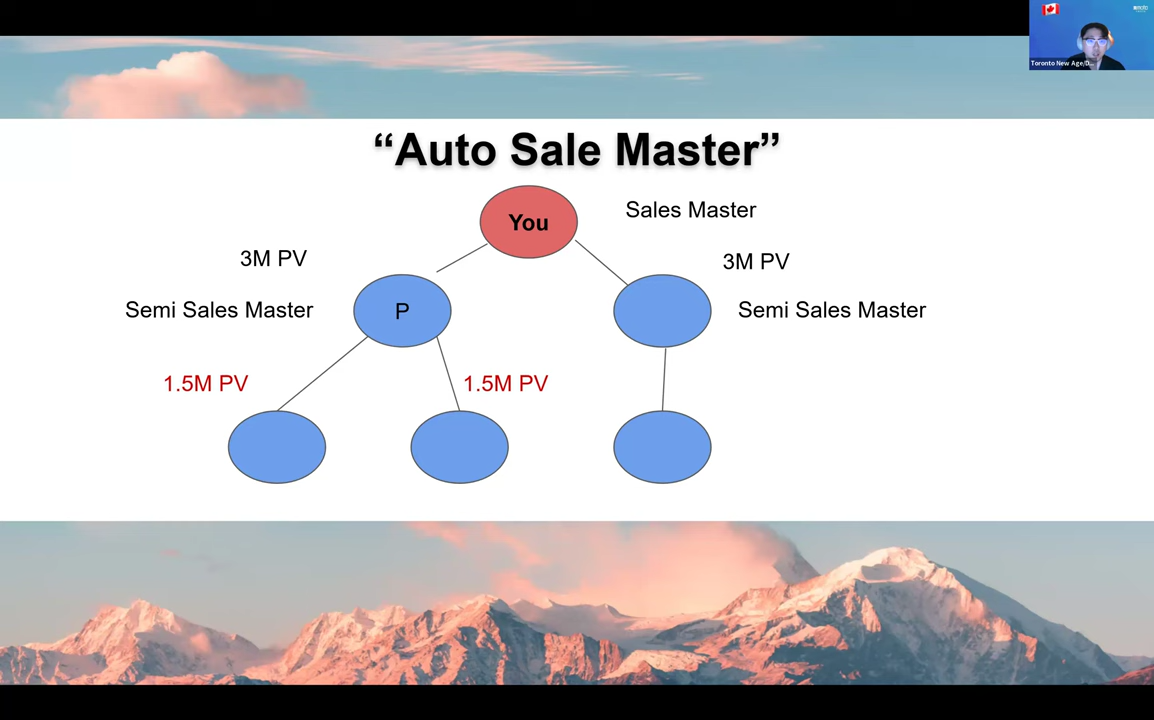 Toronto New Age/D...
“Auto Sale Master”
You
Sales Master
3M PV
3M PV
Semi Sales Master
P
Semi Sales Master
1.5M PV
1.5M PV